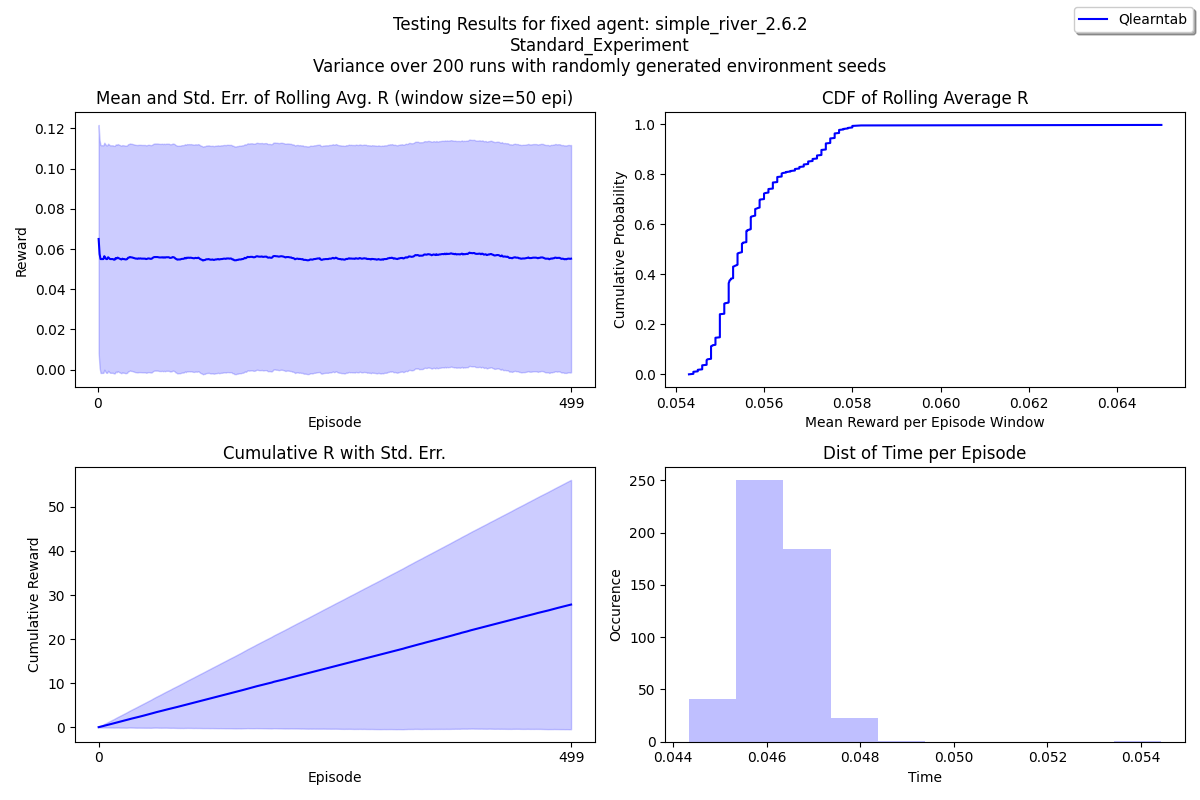 Testing Results for fixed agent: simple_river_2.6.2
Standard_Experiment
Variance over 200 runs with randomly generated environment seeds
Qlearntab
Mean and Std. Err. of Rolling Avg. R (window size=50 epi)
0.12
0.10
0.08
0.06
0.04
0.02
0.00
Reward
0
499
Episode
CDF of Rolling Average R
1.0
0.8
0.6
0.4
0.2
0.0
Cumulative Probability
0.054
0.056
0.058
0.060
0.062
0.064
Mean Reward per Episode Window
Cumulative R with Std. Err.
50
40
30
20
10
0
Cumulative Reward
0
499
Episode
Dist of Time per Episode
250
200
150
100
50
0
Occurence
0.044
0.046
0.048
0.050
0.052
0.054
Time